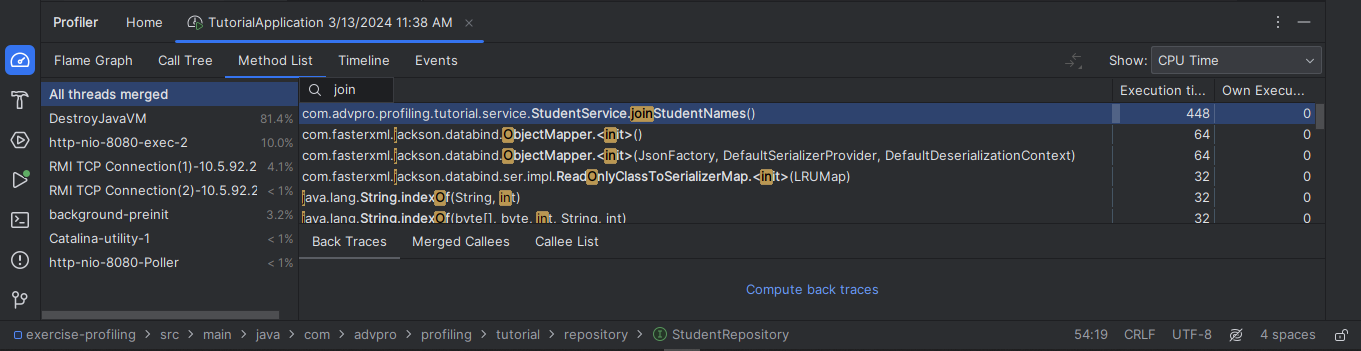 Profiler Home TutorialApplication 3/13/2024 11:38 AM
Flame Graph Call Tree Method List Timeline Events Show: CPU Time
All threads merged
DestroyJavaVM 81.4%
http-nio-8080-exec-2 10.0%
RMI TCP Connection(1)-10.5.92.2 4.1%
RMI TCP Connection(2)-10.5.92.2 < 1%
background-preinit 3.2%
Catalina-utility-1 < 1%
http-nio-8080-Poller < 1%
join Execution ti... Own Execu...
com.advpro.profiling.tutorial.service.StudentService.joinStudentNames() 448 0
com.fasterxml.jackson.databind.ObjectMapper.<init>() 64 0
com.fasterxml.jackson.databind.ObjectMapper.<init>(JsonFactory, DefaultSerializerProvider, DefaultDeserializationContext) 64 0
com.fasterxml.jackson.databind.ser.impl.ReadOnlyClassToSerializerMap.<init>(LRUMap) 32 0
java.lang.String.indexOf(String, int) 32 0
java.lang.String.indexOf(byte[], byte, int, String, int) 32 0
Back Traces Merged Callees Callee List
Compute back traces
exercise-profiling > src > main > java > com > advpro > profiling > tutorial > repository > StudentRepository 54:19 CRLF UTF-8 4 spaces